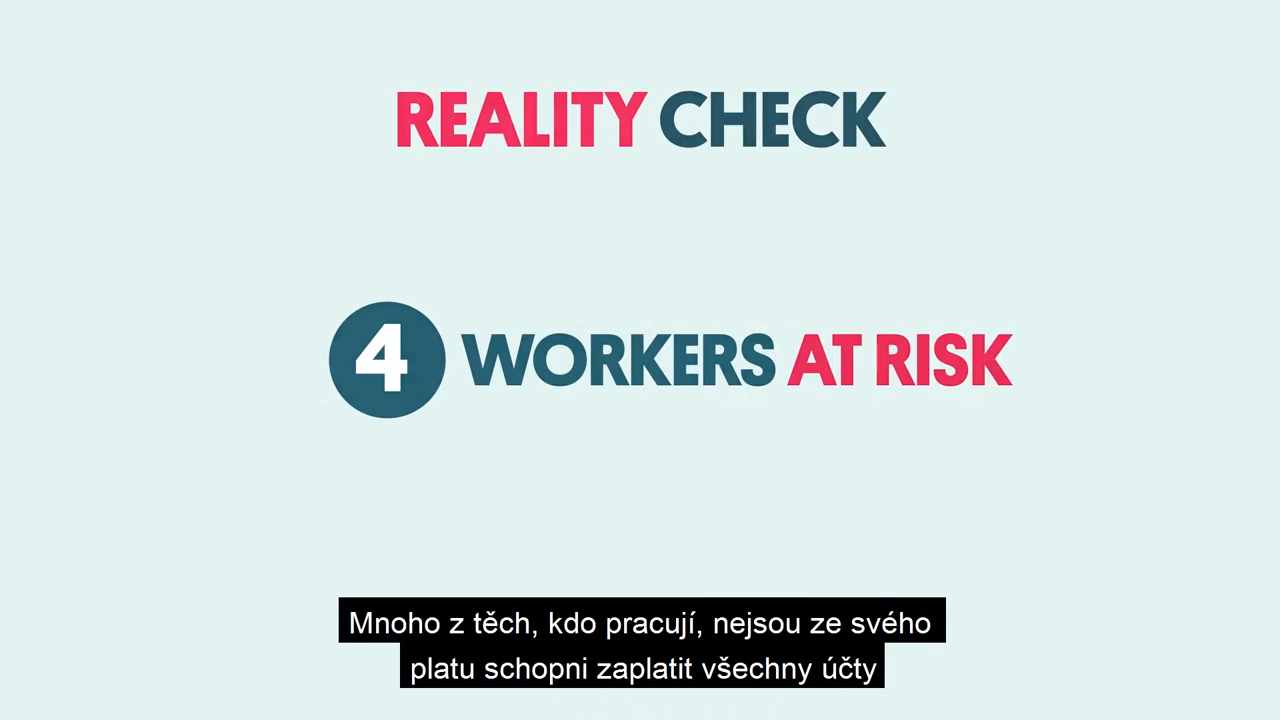 REALITY CHECK
4 WORKERS AT RISK
Mnoho z těch, kdo pracují, nejsou ze svého
platu schopni zaplatit všechny účty